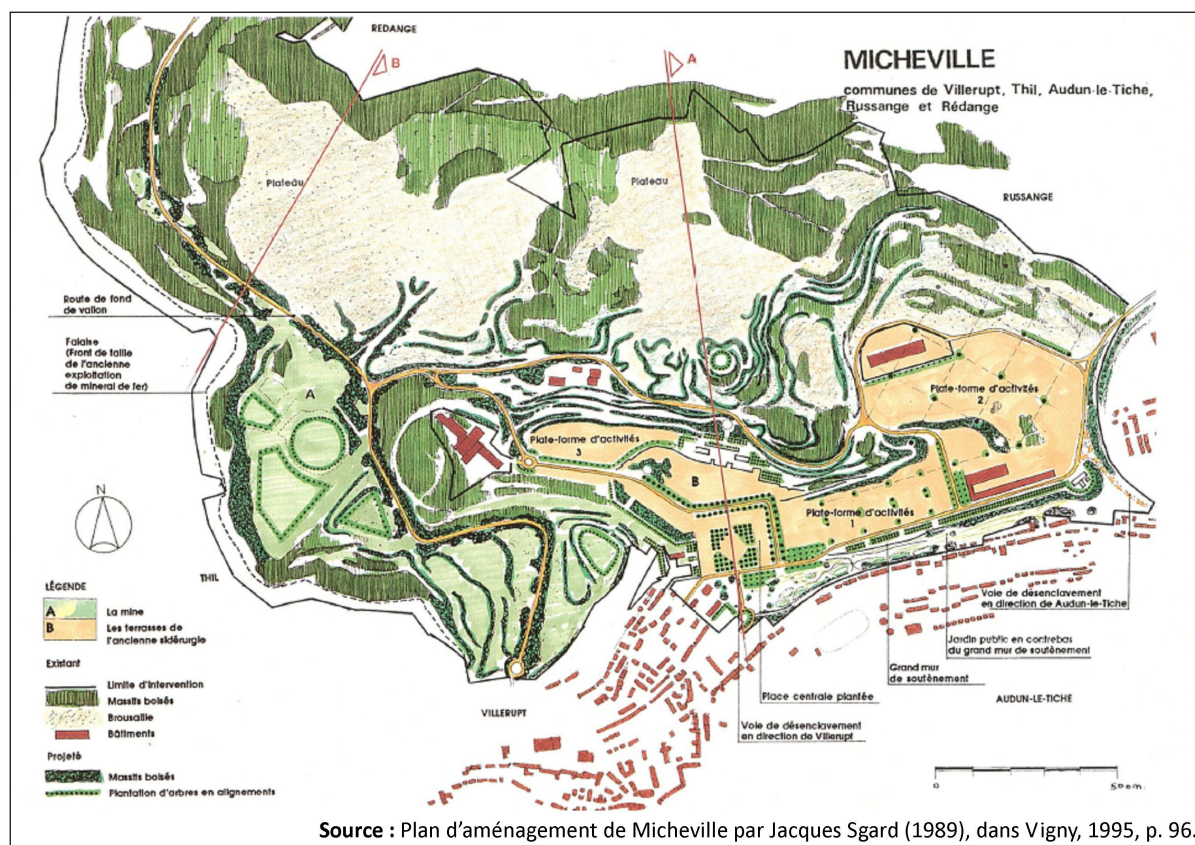 MICHEVILLE
communes de Villerupt, Thil, Audun-le-Tiche,
Russange et Rédange
REDANGE
B
A
RUSSANGE
Plateau
Plateau
Route de fond
de vallon
Falaise
(Front de taille
de l'ancienne
exploitation
de minerai de fer)
A
Plate-forme d'activités
2
Plate-forme d'activités
3
B
Plate-forme d'activités
1
N
THIL
LÉGENDE
A La mine
B Les terrasses de
l'ancienne sidérurgie
Existant
Limite d'intervention
Massifs boisés
Brousaille
Bâtiments
Projeté
Massifs boisés
Plantation d'arbres en alignements
VILLERUPT
Voie de désenclavement
en direction de Audun-le-Tiche
Jardin public en contrebas
du grand mur de soutènement
Grand mur
de soutènement
Place centrale plantée
AUDUN-LE-TICHE
Voie de désenclavement
en direction de Villerupt
0 500m.
Source : Plan d'aménagement de Micheville par Jacques Sgard (1989), dans Vigny, 1995, p. 96.